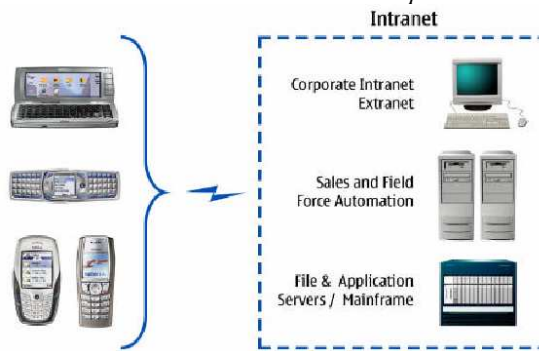 Intranet
Corporate Intranet
Extranet
Sales and Field
Force Automation
File & Application
Servers / Mainframe